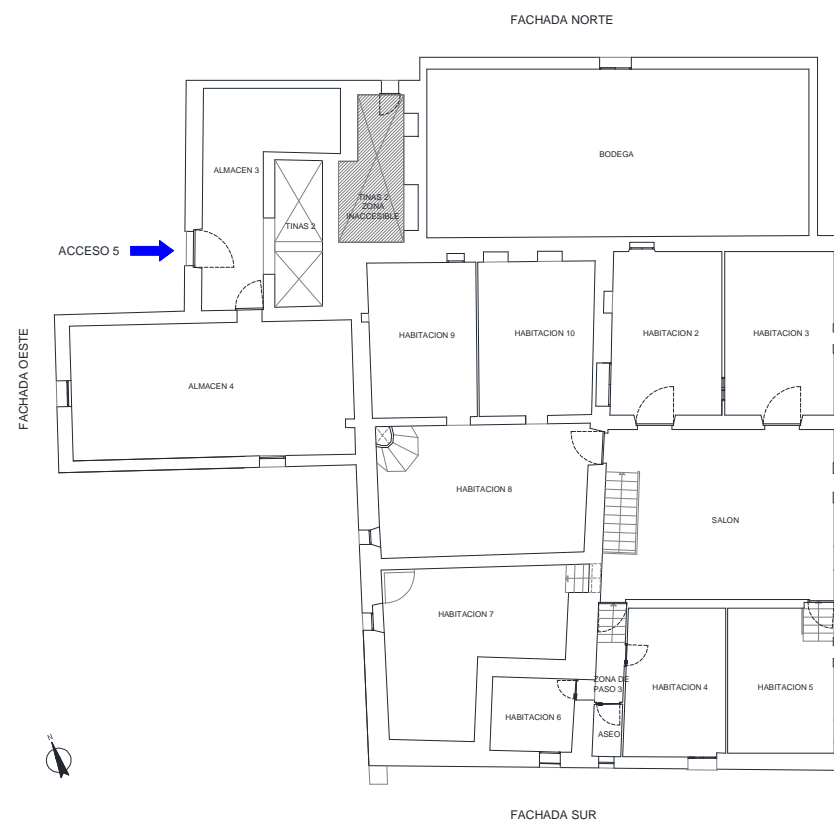 FACHADA NORTE
BODEGA
ALMACEN 3
TINAS 2
ZONA
INACCESIBLE
TINAS 2
ACCESO 5
FACHADA OESTE
HABITACION 9
HABITACION 10
HABITACION 2
HABITACION 3
ALMACEN 4
HABITACION 8
SALON
HABITACION 7
ZONA DE
PASO 3
HABITACION 4
HABITACION 5
HABITACION 6
ASEO
N
FACHADA SUR